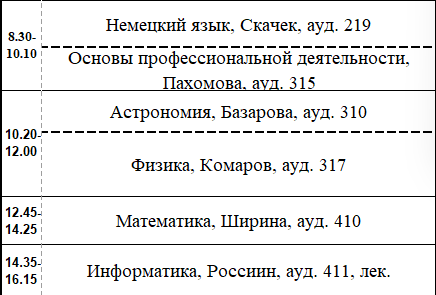 8.30-
10.10
Немецкий язык, Скачек, ауд. 219
Основы профессиональной деятельности,
Пахомова, ауд. 315
10.20-
12.00
Астрономия, Базарова, ауд. 310
Физика, Комаров, ауд. 317
12.45-
14.25
Математика, Ширина, ауд. 410
14.35-
16.15
Информатика, Россиин, ауд. 411, лек.